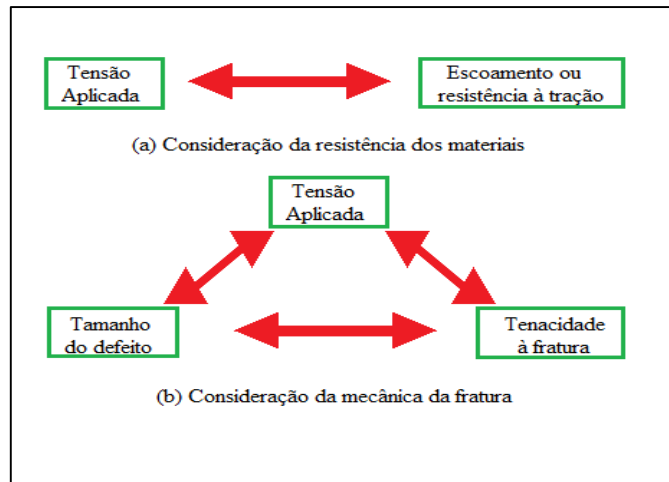 Tensão
Aplicada
Escoamento ou
resistência à tração
(a) Consideração da resistência dos materiais
Tensão
Aplicada
Tamanho
do defeito
Tenacidade
à fratura
(b) Consideração da mecânica da fratura